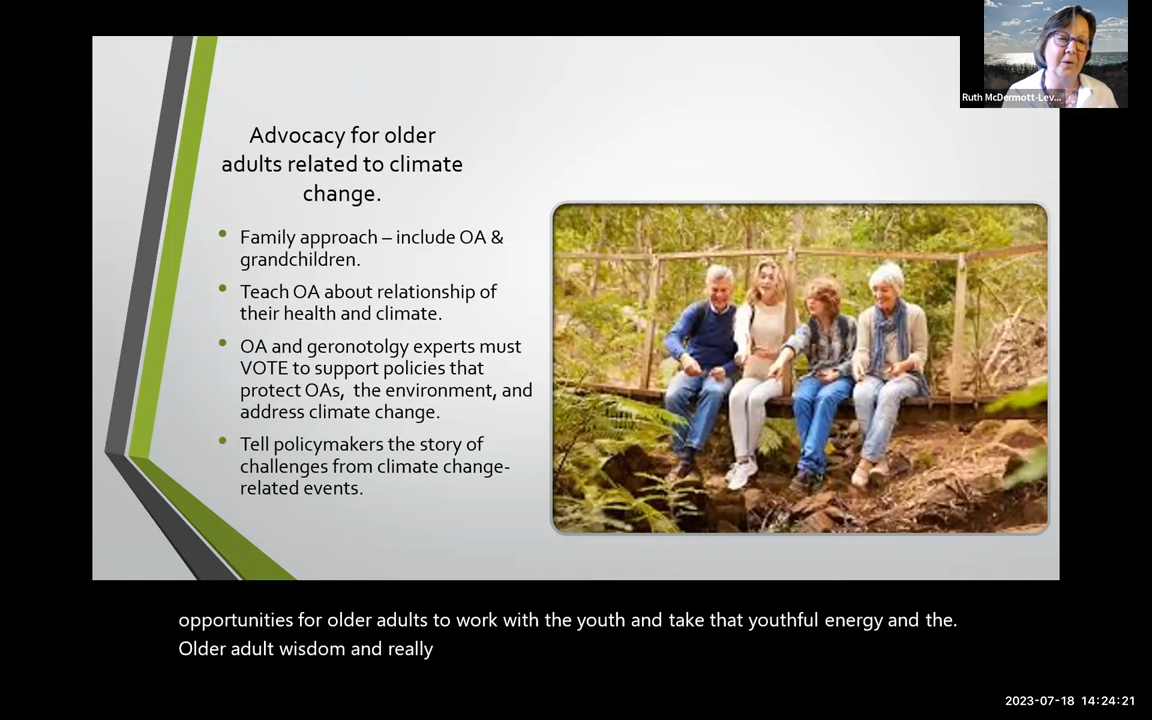 Ruth McDermott-Lev...
Advocacy for older
adults related to climate
change.
• Family approach – include OA &
grandchildren.
• Teach OA about relationship of
their health and climate.
• OA and geronotolgy experts must
VOTE to support policies that
protect OAs, the environment, and
address climate change.
• Tell policymakers the story of
challenges from climate change-
related events.
opportunities for older adults to work with the youth and take that youthful energy and the.
Older adult wisdom and really
2023-07-18 14:24:21